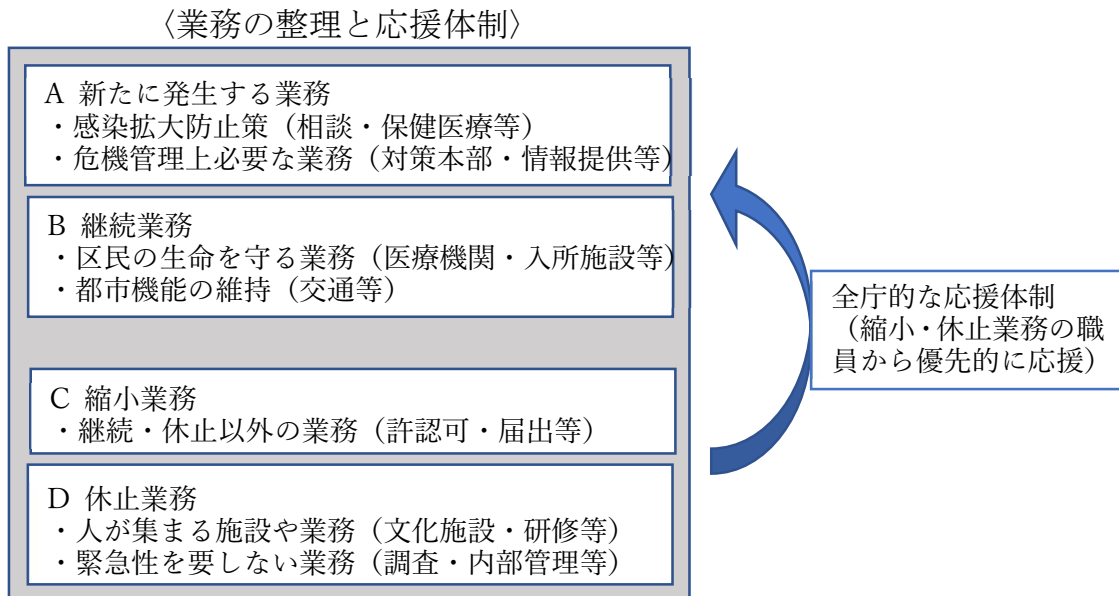 〈業務の整理と応援体制〉
A 新たに発生する業務
・感染拡大防止策（相談・保健医療等）
・危機管理上必要な業務（対策本部・情報提供等）
B 継続業務
・区民の生命を守る業務（医療機関・入所施設等）
・都市機能の維持（交通等）
全庁的な応援体制
（縮小・休止業務の職
員から優先的に応援）
C 縮小業務
・継続・休止以外の業務（許認可・届出等）
D 休止業務
・人が集まる施設や業務（文化施設・研修等）
・緊急性を要しない業務（調査・内部管理等）